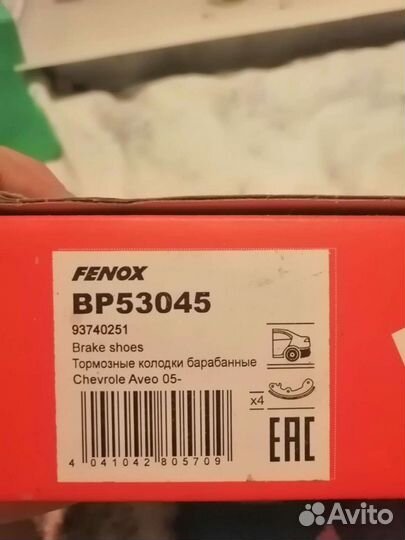 FENOX
BP53045
93740251
Brake shoes
Тормозные колодки барабанные
Chevrole Aveo 05-
x4
4 041042 805709
EAC
Avito